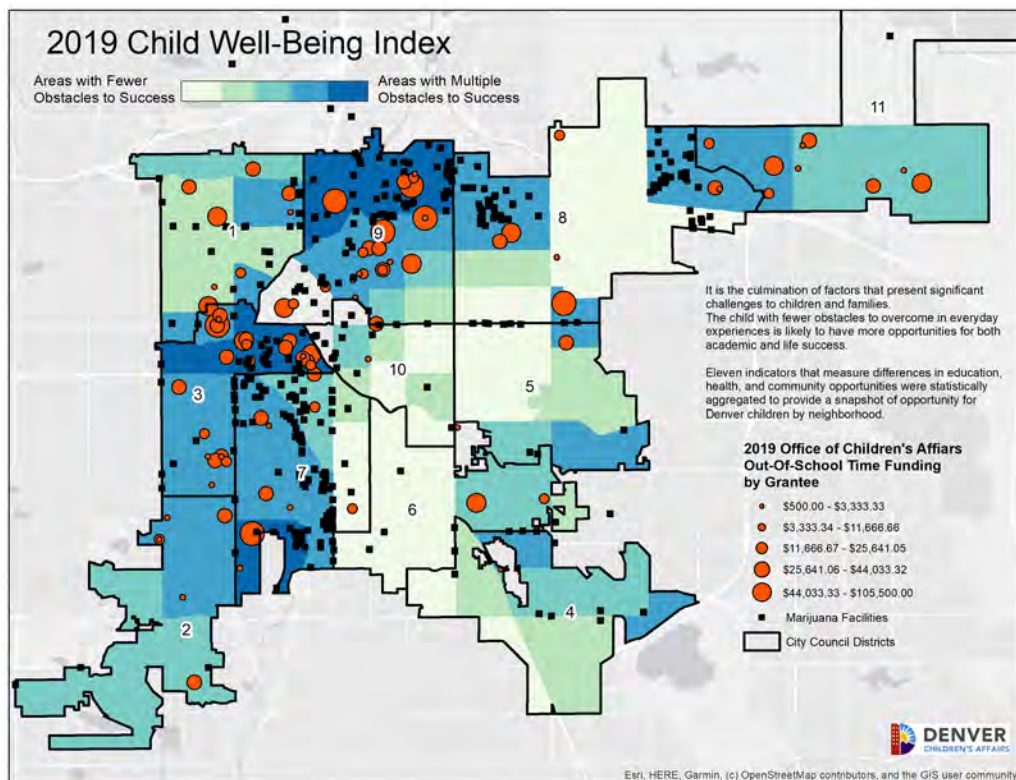 2019 Child Well-Being Index
Areas with Fewer
Obstacles to Success
Areas with Multiple
Obstacles to Success
11
8
1
9
It is the culmination of factors that present significant
challenges to children and families.
The child with fewer obstacles to overcome in everyday
experiences is likely to have more opportunities for both
academic and life success.
Eleven indicators that measure differences in education,
health, and community opportunities were statistically
aggregated to provide a snapshot of opportunity for
Denver children by neighborhood.
10
3
5
7
6
2
4
2019 Office of Children's Affiars
Out-Of-School Time Funding
by Grantee
$500.00 - $3,333.33
$3,333.34 - $11,666.66
$11,666.67 - $25,641.05
$25,641.06 - $44,033.32
$44,033.33 - $105,500.00
Marijuana Facilities
City Council Districts
DENVER
CHILDREN'S AFFAIRS
Esri, HERE, Garmin, (c) OpenStreetMap contributors, and the GIS user community